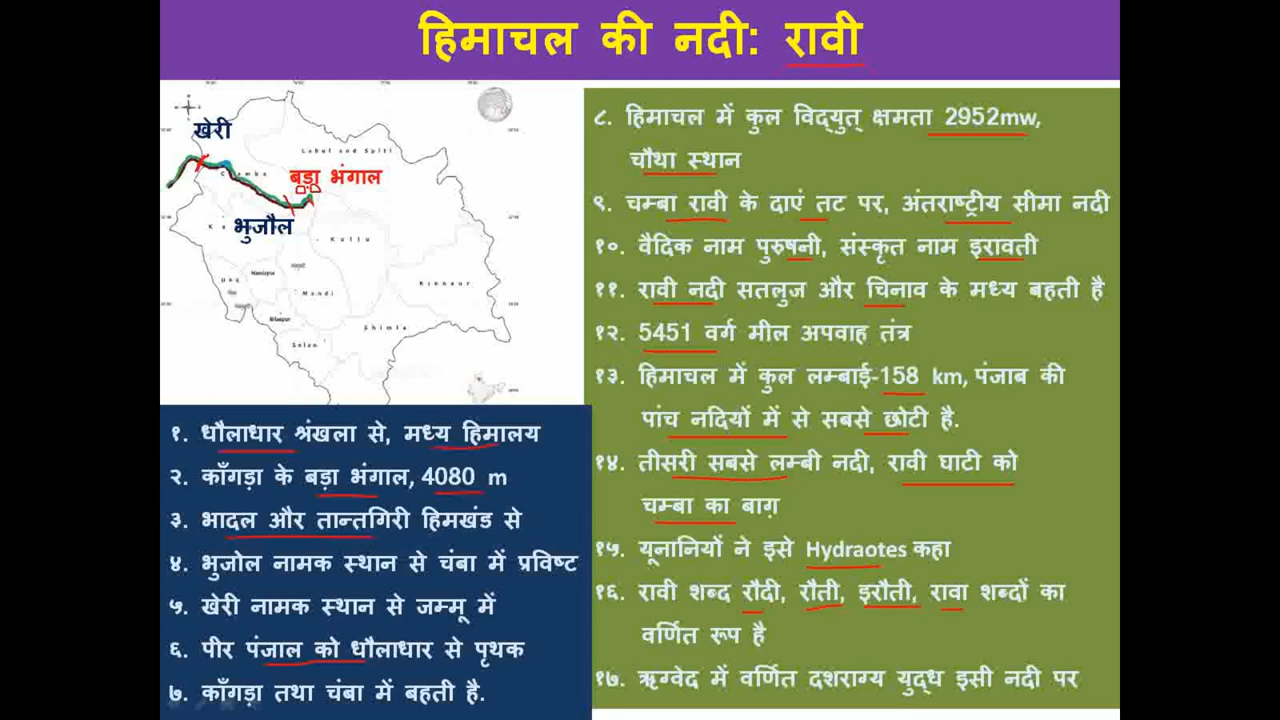 हिमाचल की नदी: रावी
खेरी
Lahul and Spiti
Chamba
बड़ा भंगाल
भुजौल
Kullu
Una
Hamirpur
Mandi
Kinnaur
Bilaspur
Shimla
Solan
१. धौलाधार श्रंखला से, मध्य हिमालय
२. काँगड़ा के बड़ा भंगाल, 4080 m
३. भादल और तान्तगिरी हिमखंड से
४. भुजोल नामक स्थान से चंबा में प्रविष्ट
५. खेरी नामक स्थान से जम्मू में
६. पीर पंजाल को धौलाधार से पृथक
७. काँगड़ा तथा चंबा में बहती है.
८. हिमाचल में कुल विद्युत् क्षमता 2952mw,
चौथा स्थान
९. चम्बा रावी के दाएं तट पर, अंतराष्ट्रीय सीमा नदी
१०. वैदिक नाम पुरुषनी, संस्कृत नाम इरावती
११. रावी नदी सतलुज और चिनाव के मध्य बहती है
१२. 5451 वर्ग मील अपवाह तंत्र
१३. हिमाचल में कुल लम्बाई-158 km, पंजाब की
पांच नदियों में से सबसे छोटी है.
१४. तीसरी सबसे लम्बी नदी, रावी घाटी को
चम्बा का बाग़
१५ यूनानियों ने इसे Hydraotes कहा
१६. रावी शब्द रौदी, रौती, इरौती, रावा शब्दों का
वर्णित रूप है
१७. ऋग्वेद में वर्णित दशराग्य युद्ध इसी नदी पर